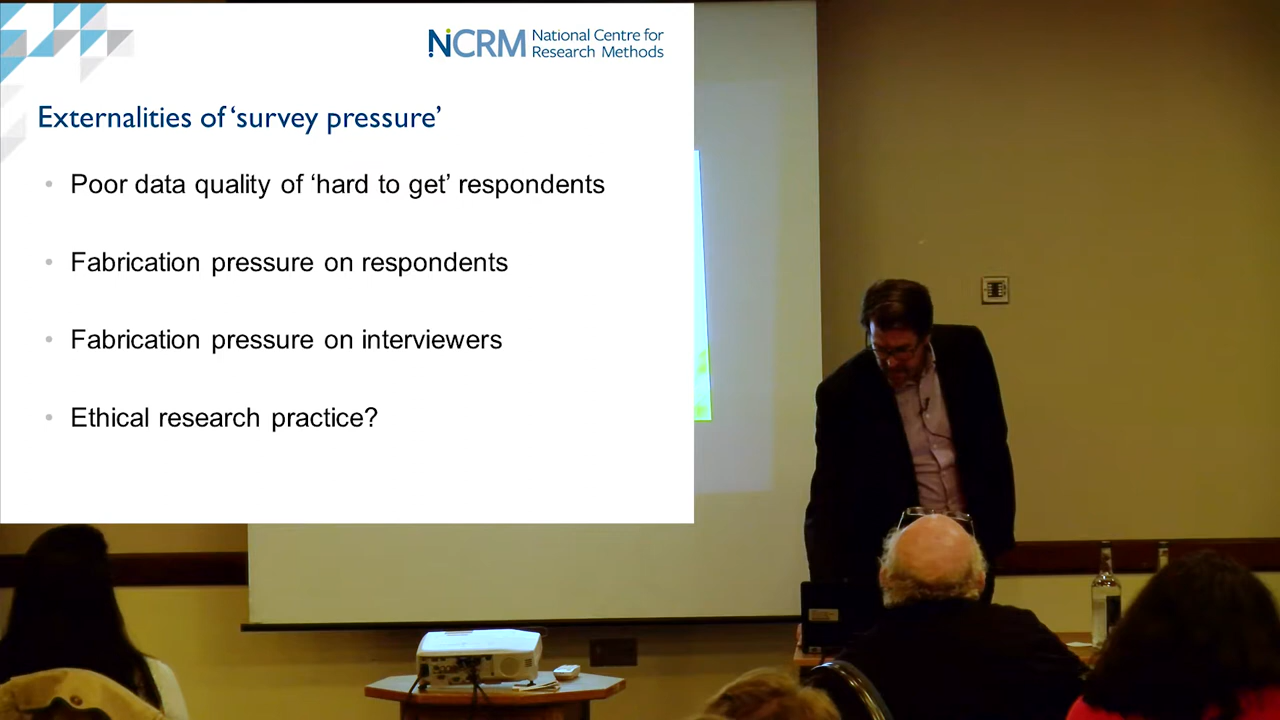 NCRM National Centre for
Research Methods
Externalities of ‘survey pressure’
• Poor data quality of ‘hard to get’ respondents
• Fabrication pressure on respondents
• Fabrication pressure on interviewers
• Ethical research practice?